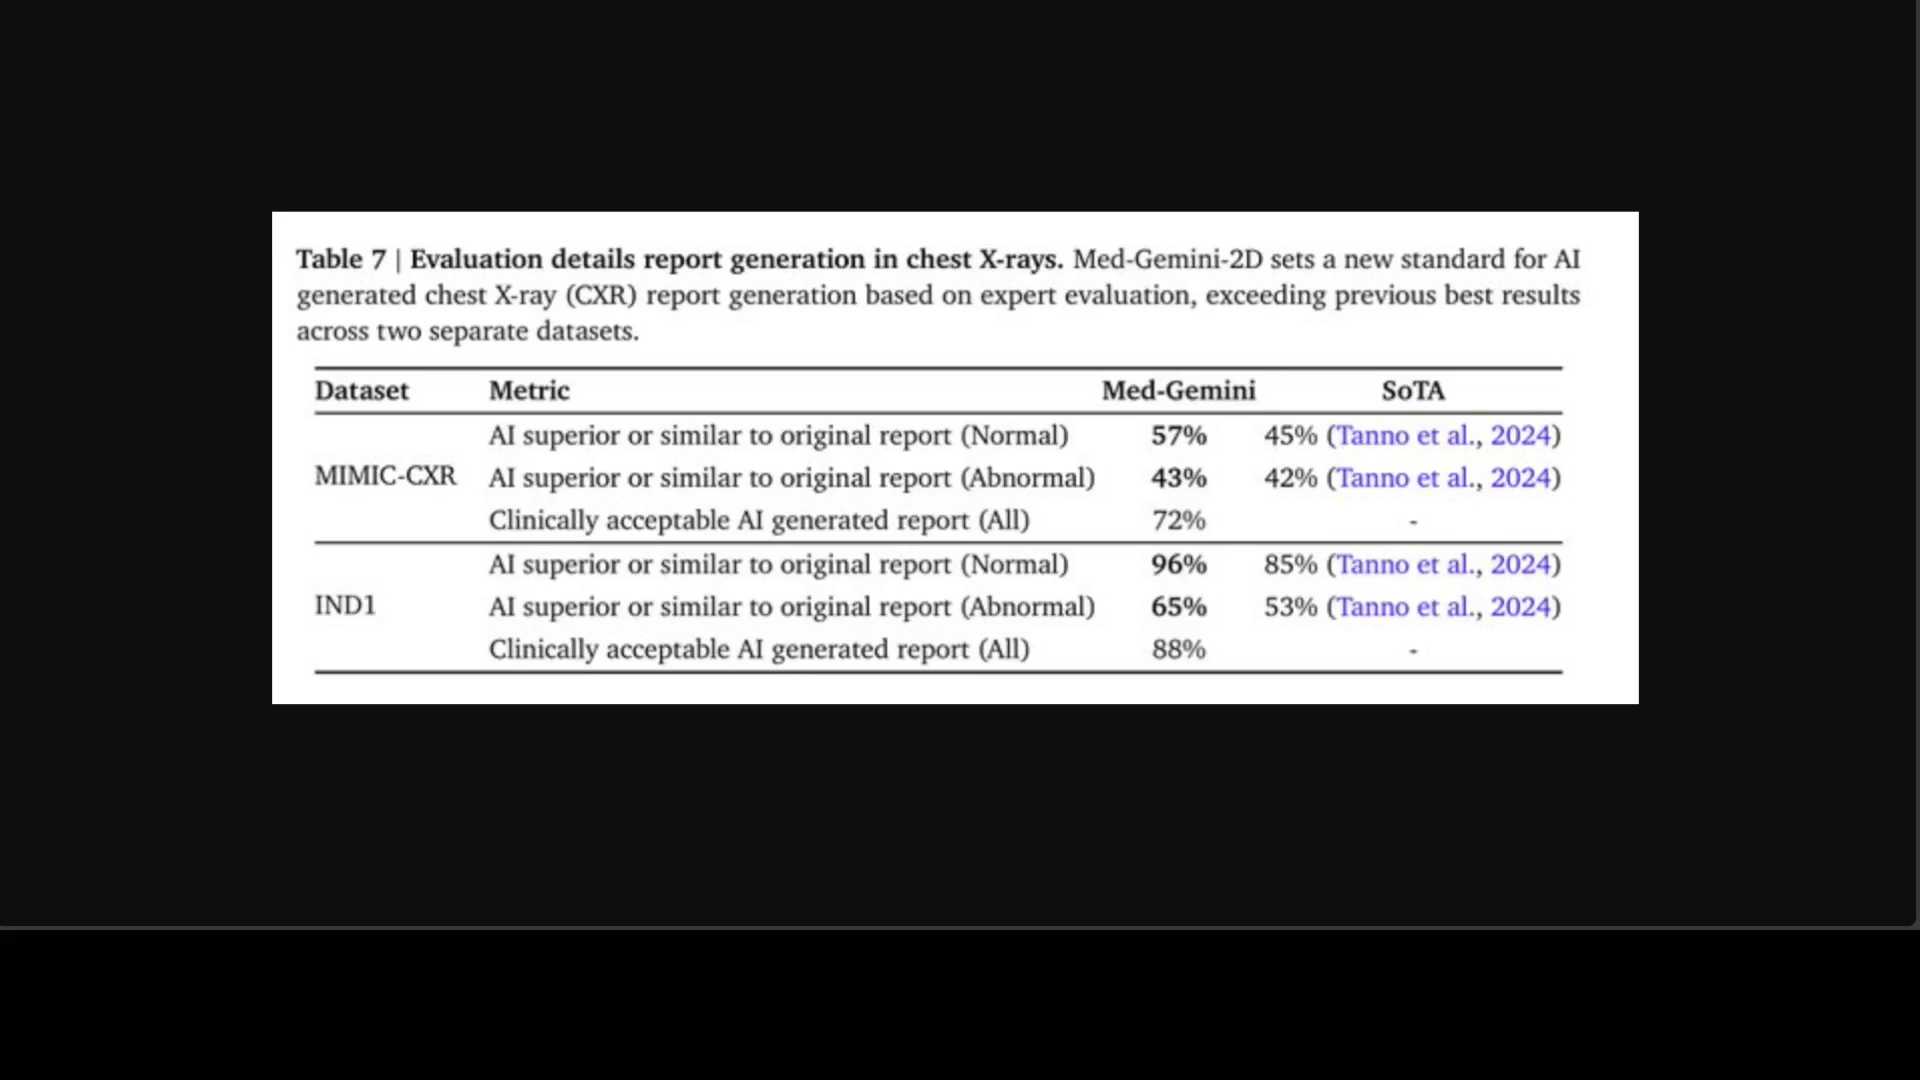 Table 7 | Evaluation details report generation in chest X-rays. Med-Gemini-2D sets a new standard for AI
generated chest X-ray (CXR) report generation based on expert evaluation, exceeding previous best results
across two separate datasets.
Dataset Metric Med-Gemini SoTA
AI superior or similar to original report (Normal) 57% 45% (Tanno et al., 2024)
MIMIC-CXR AI superior or similar to original report (Abnormal) 43% 42% (Tanno et al., 2024)
Clinically acceptable AI generated report (All) 72% -
AI superior or similar to original report (Normal) 96% 85% (Tanno et al., 2024)
IND1 AI superior or similar to original report (Abnormal) 65% 53% (Tanno et al., 2024)
Clinically acceptable AI generated report (All) 88% -